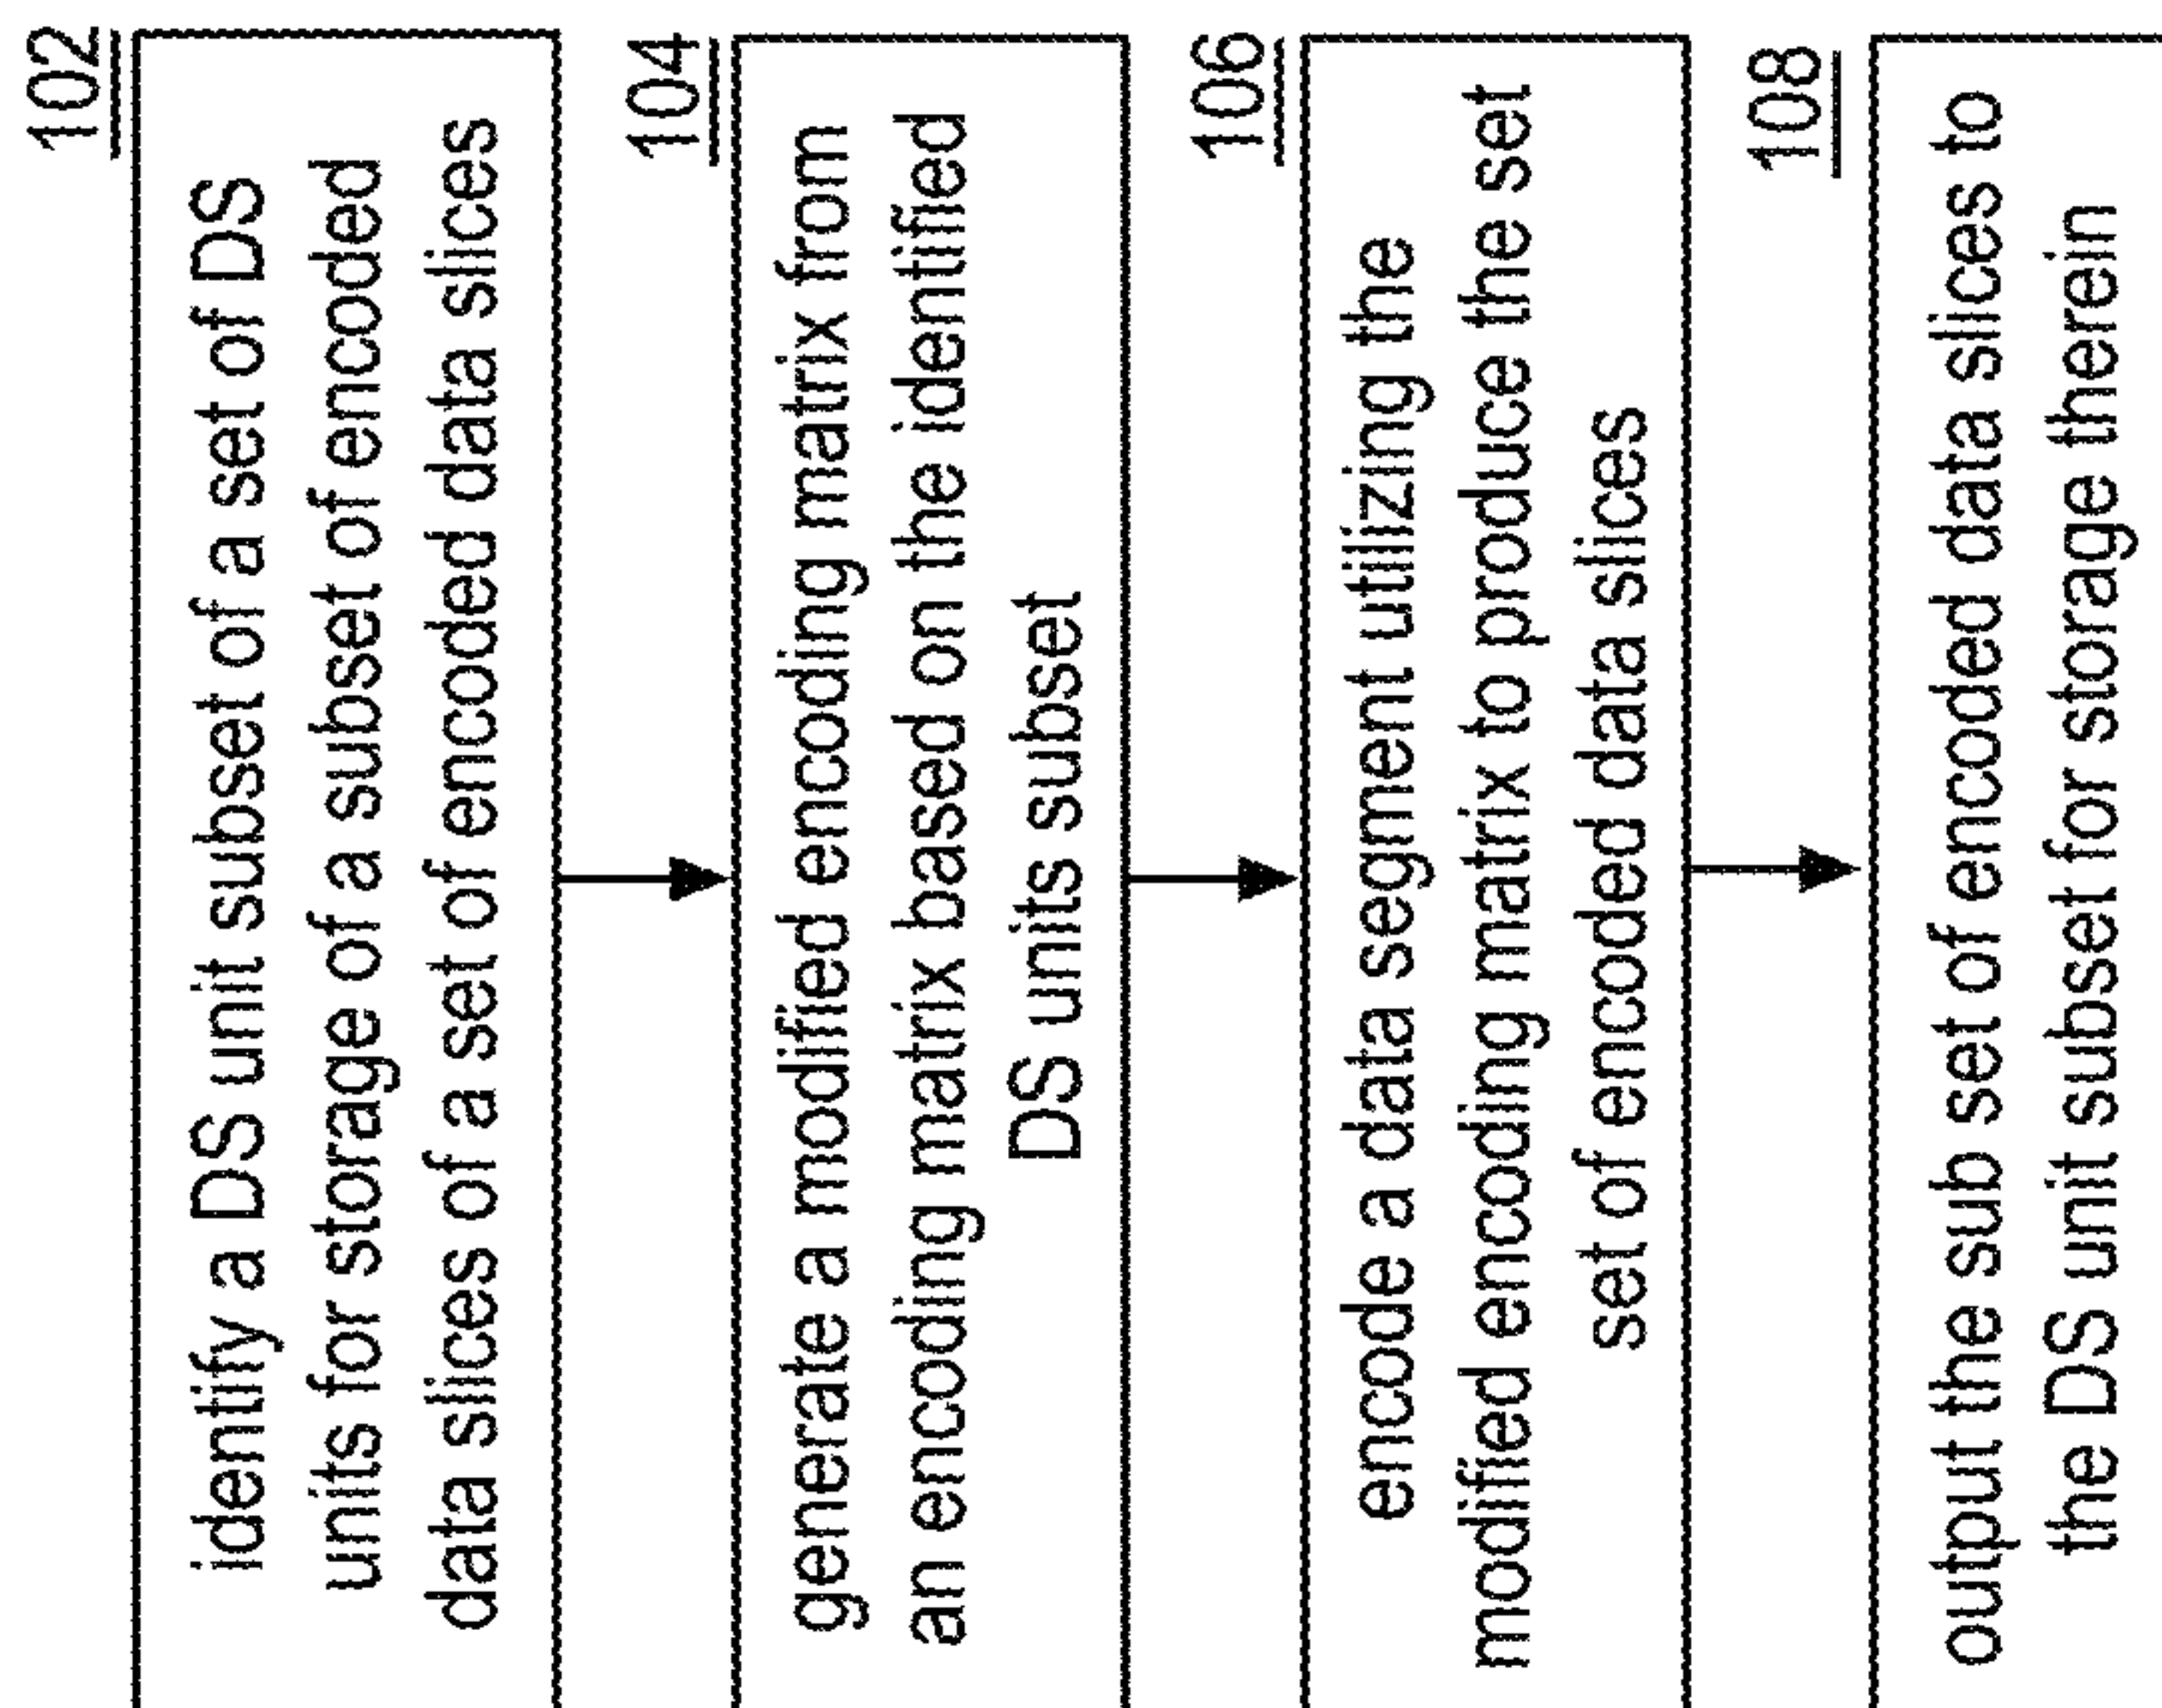 102
identify a DS unit subset of a set of DS
units for storage of a subset of encoded
data slices of a set of encoded data slices
104
generate a modified encoding matrix from
an encoding matrix based on the identified
DS units subset
106
encode a data segment utilizing the
modified encoding matrix to produce the set
set of encoded data slices
108
output the sub set of encoded data slices to
the DS unit subset for storage therein